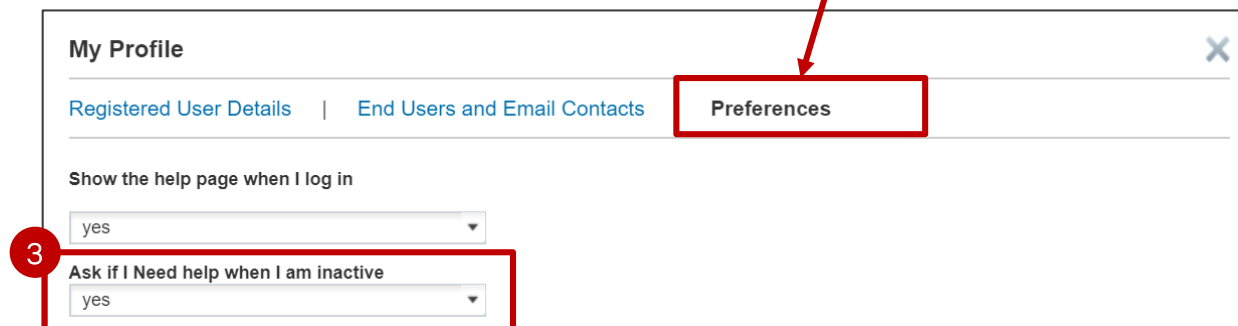 My Profile
Registered User Details | End Users and Email Contacts Preferences
Show the help page when I log in
yes
3
Ask if I Need help when I am inactive
yes